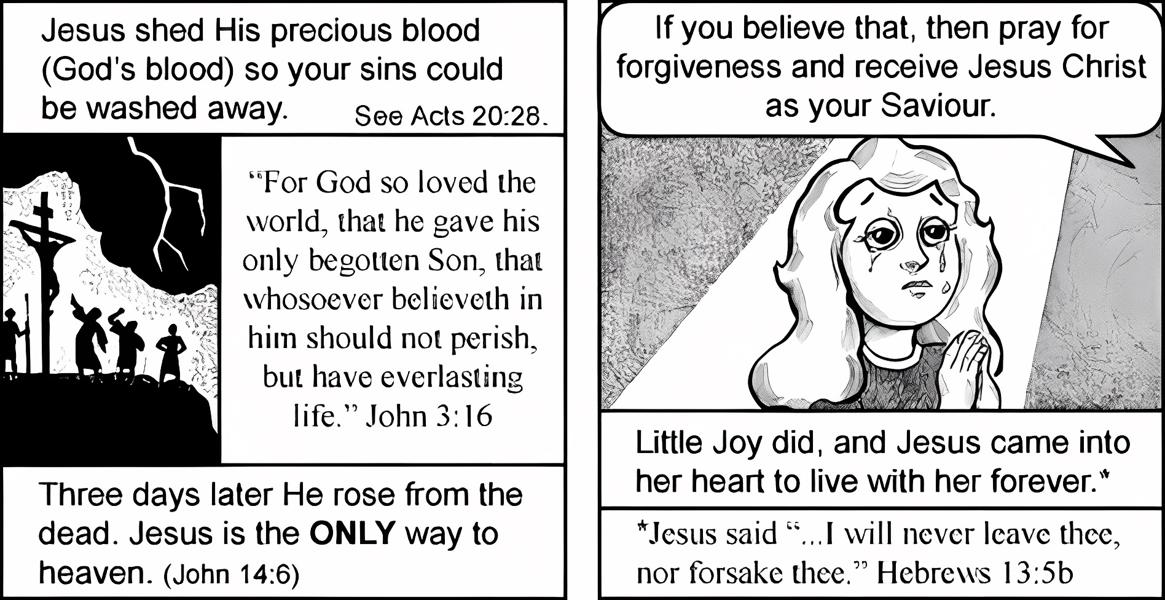 Jesus shed His precious blood
(God's blood) so your sins could
be washed away. See Acts 20:28.
“For God so loved the
world, that he gave his
only begotten Son, that
whosoever believeth in
him should not perish,
but have everlasting
life.” John 3:16
Three days later He rose from the
dead. Jesus is the ONLY way to
heaven. (John 14:6)
If you believe that, then pray for
forgiveness and receive Jesus Christ
as your Saviour.
Little Joy did, and Jesus came into
her heart to live with her forever.*
*Jesus said “...I will never leave thee,
nor forsake thee.” Hebrews 13:5b